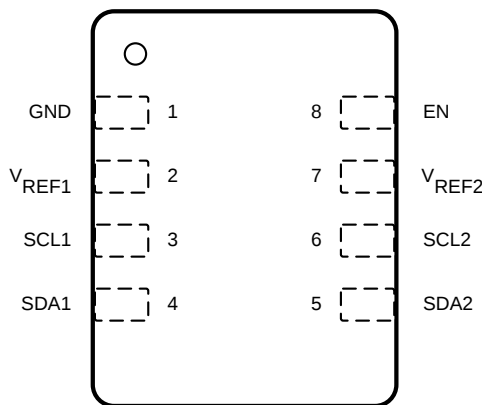 GND 1 8 EN
VREF1 2 7 VREF2
SCL1 3 6 SCL2
SDA1 4 5 SDA2